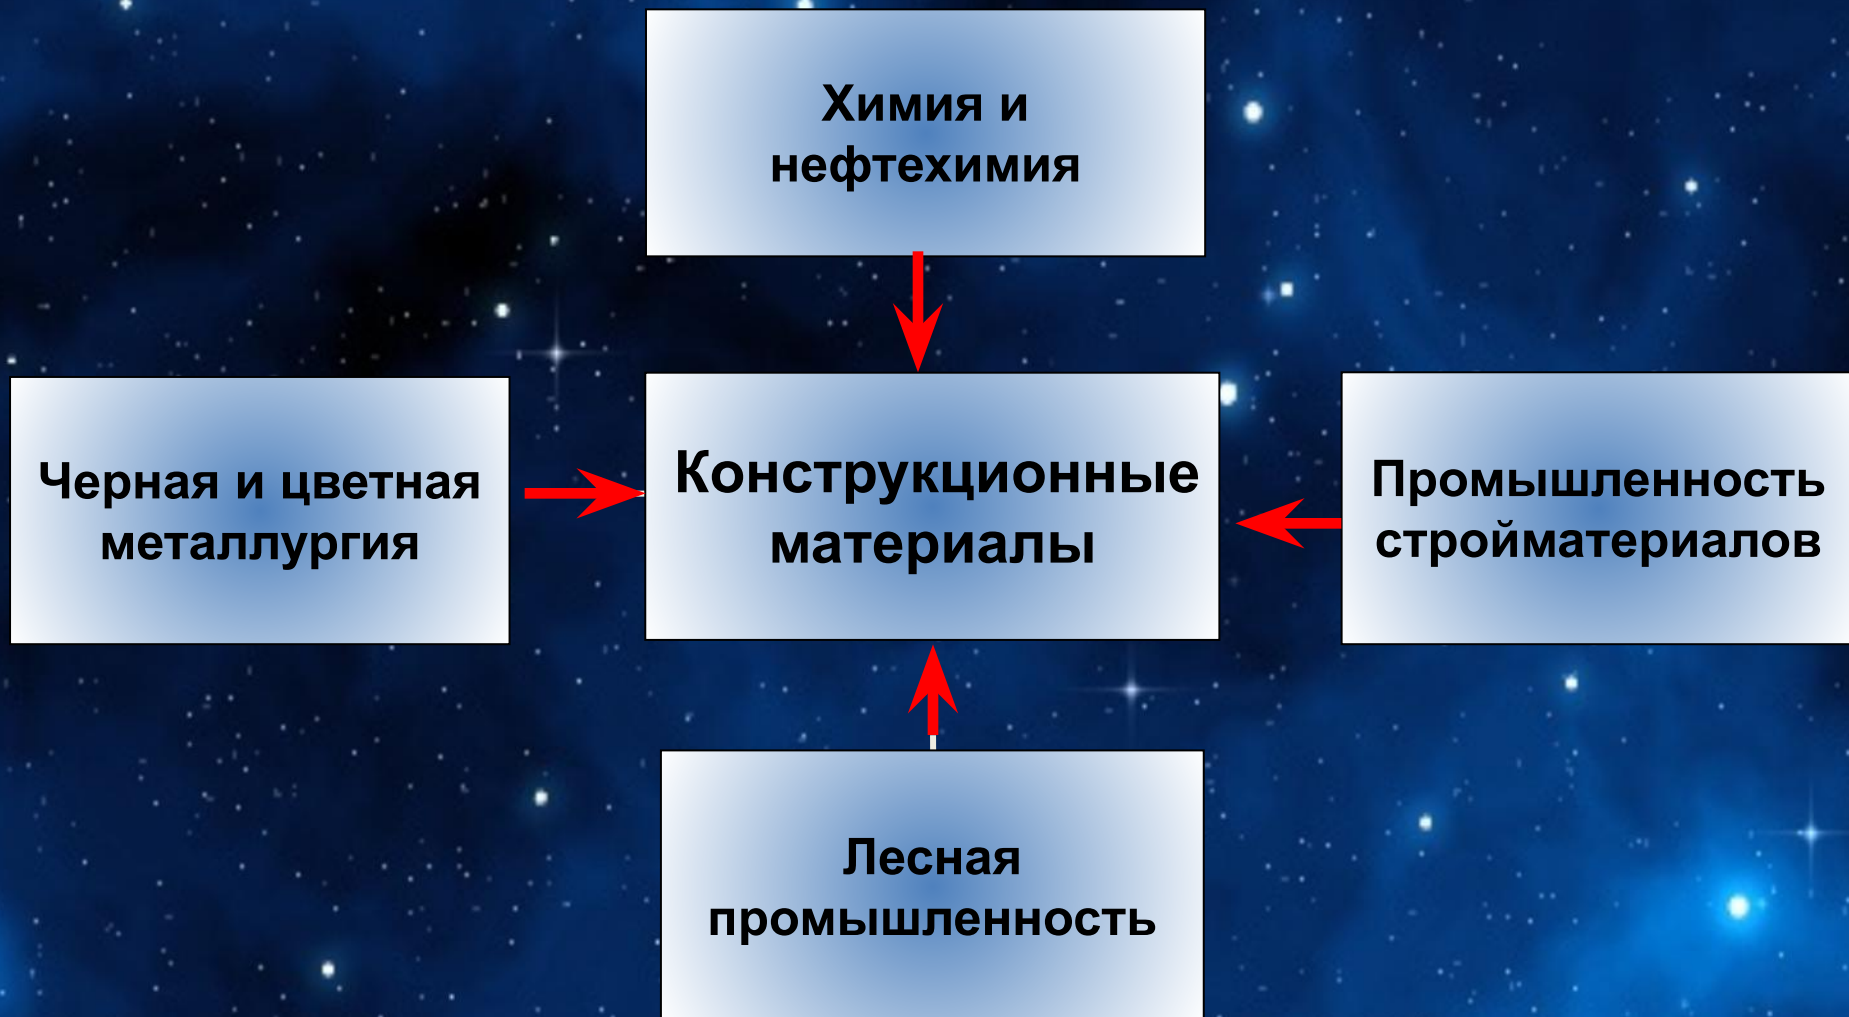 Химия и
нефтехимия
Черная и цветная
металлургия
Конструкционные
материалы
Промышленность
стройматериалов
Лесная
промышленность